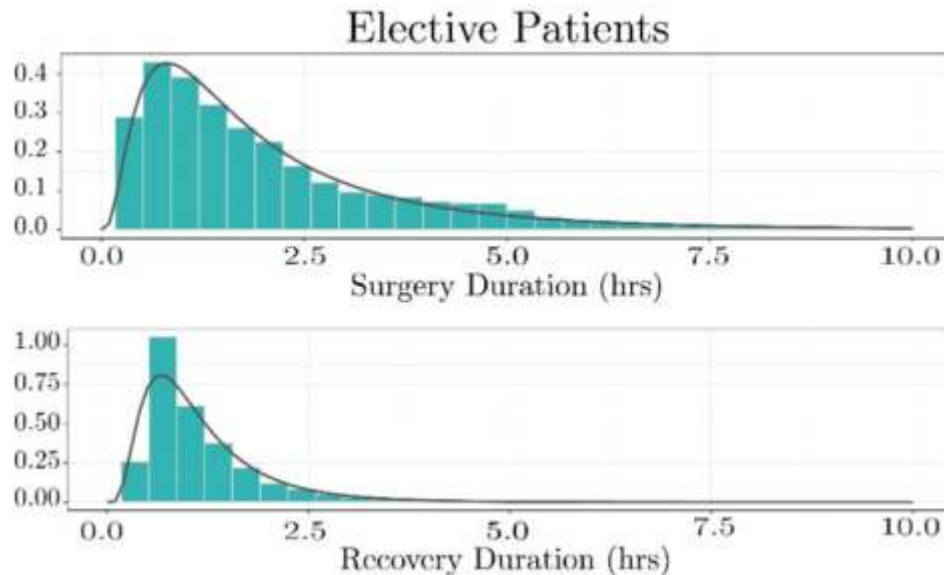 Elective Patients
0.4
0.3
0.2
0.1
0.0
0.0 2.5 5.0 7.5 10.0
Surgery Duration (hrs)
1.00
0.75
0.50
0.25
0.00
0.0 2.5 5.0 7.5 10.0
Recovery Duration (hrs)